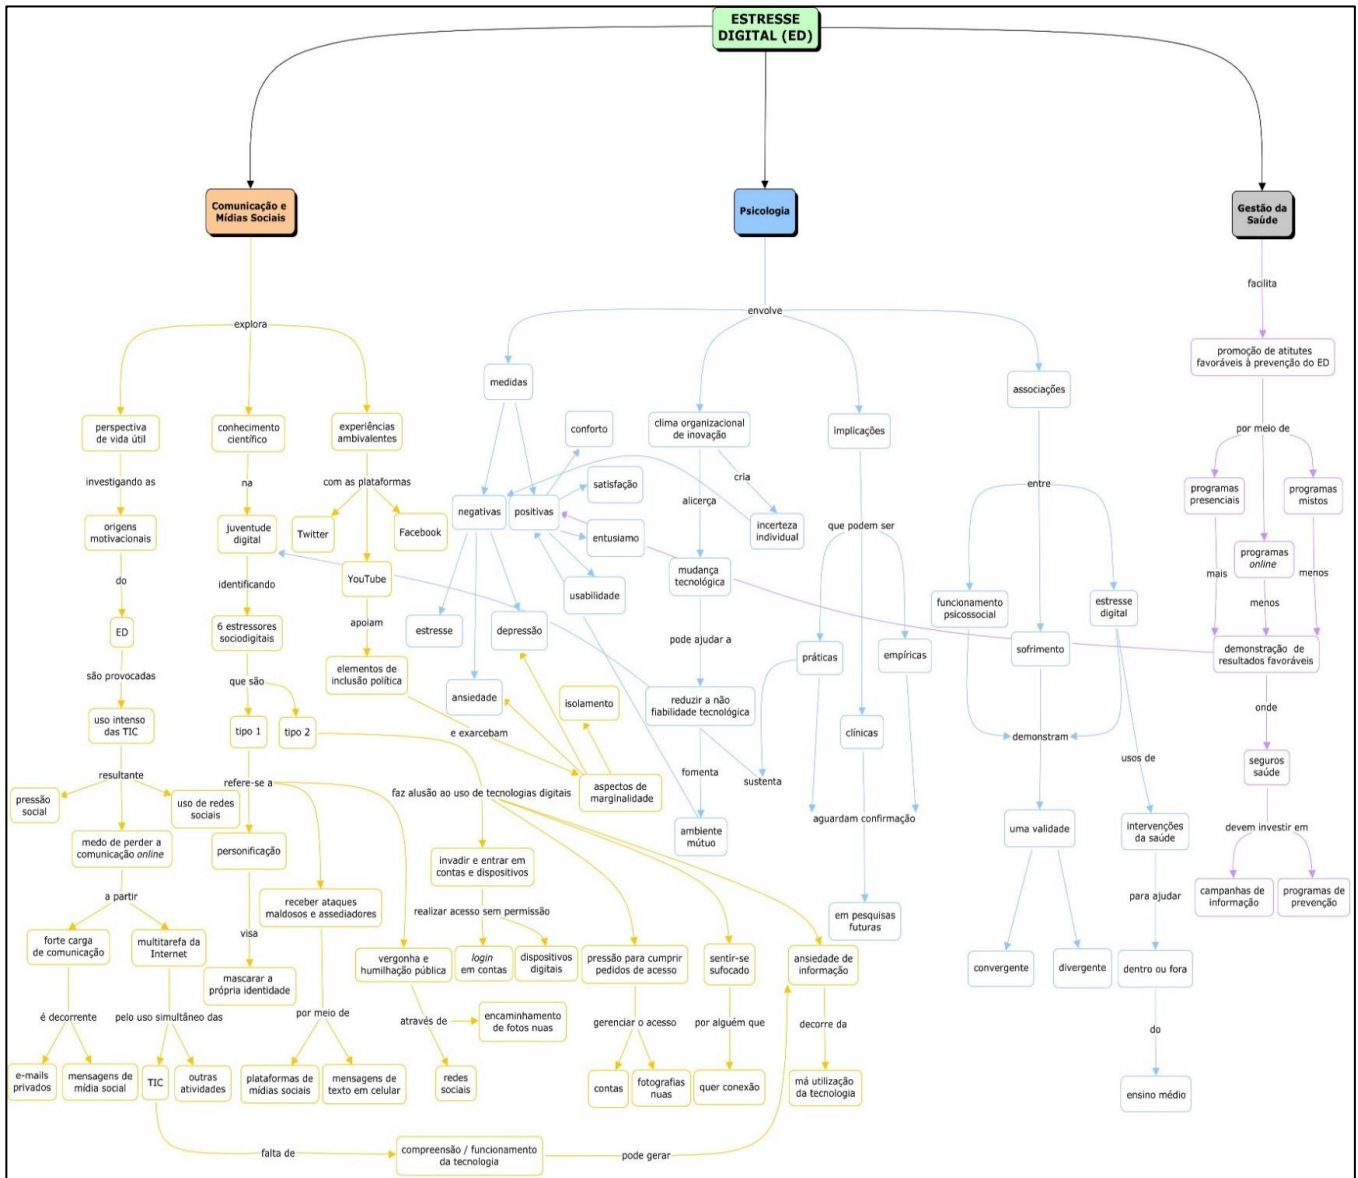 ESTRESSE
DIGITAL (ED)
Comunicação e
Mídias Sociais
Psicologia
Gestão da
Saúde
explora
perspectiva
de vida útil
conhecimento
científico
experiências
ambivalentes
investigando as
na
com as plataformas
origens
motivacionais
juventude
digital
Twitter
Facebook
YouTube
do
identificando
apoiam
ED
6 estressores
sociodigitais
elementos de
inclusão política
são provocadas
que são
uso intenso
das TIC
tipo 1
tipo 2
e exarcebam
isolamento
aspectos de
marginalidade
resultante
refere-se a
faz alusão ao uso de tecnologias digitais
pressão
social
uso de redes
sociais
medo de perder a
comunicação online
personificação
invadir e entrar em
contas e dispositivos
a partir
receber ataques
maldosos e assediadores
realizar acesso sem permissão
forte carga
de comunicação
multitarefa da
Internet
visa
mascarar a
própria identidade
vergonha e
humilhação pública
login
em contas
dispositivos
digitais
pressão para cumprir
pedidos de acesso
sentir-se
sufocado
ansiedade de
informação
é decorrente
pelo uso simultâneo das
por meio de
através de
encaminhamento
de fotos nuas
gerenciar o acesso
por alguém que
decorre da
e-mails
privados
mensagens de
mídia social
TIC
outras
atividades
plataformas de
mídias sociais
mensagens de
texto em celular
redes
sociais
contas
fotografias
nuas
quer conexão
má utilização
da tecnologia
falta de
compreensão / funcionamento
da tecnologia
pode gerar
envolve
medidas
clima organizacional
de inovação
implicações
associações
conforto
satisfação
negativas
positivas
entusiamo
usabilidade
estresse
depressão
ansiedade
alicerça
cria
incerteza
individual
mudança
tecnológica
pode ajudar a
reduzir a não
fiabilidade tecnológica
fomenta
sustenta
ambiente
mútuo
que podem ser
práticas
empíricas
clínicas
aguardam confirmação
em pesquisas
futuras
entre
funcionamento
psicossocial
sofrimento
estresse
digital
demonstram
usos de
uma validade
intervenções
da saúde
convergente
divergente
para ajudar
dentro ou fora
do
ensino médio
facilita
promoção de atitutes
favoráveis à prevenção do ED
por meio de
programas
presenciais
programas
mistos
programas
online
mais
menos
menos
demonstração de
resultados favoráveis
onde
seguros
saúde
devem investir em
campanhas de
informação
programas de
prevenção